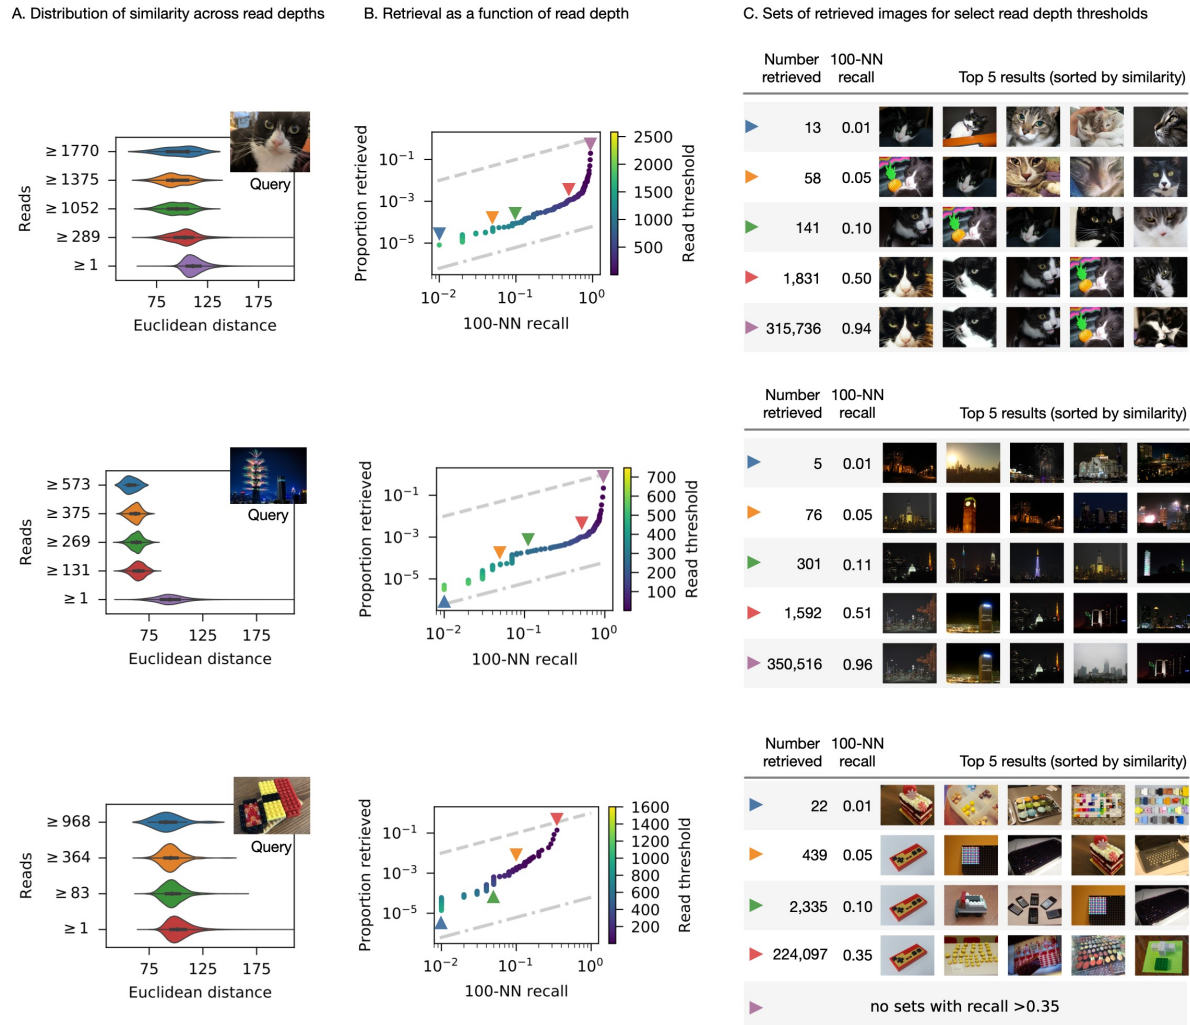 A. Distribution of similarity across read depths
B. Retrieval as a function of read depth
C. Sets of retrieved images for select read depth thresholds
Reads
≥ 1770
≥ 1375
≥ 1052
≥ 289
≥ 1
75 125 175
Euclidean distance
Query
Proportion retrieved
10⁻¹
10⁻³
10⁻⁵
10⁻² 10⁻¹ 10⁰
100-NN recall
2500
2000
1500
1000
500
Read threshold
Number retrieved
100-NN recall
Top 5 results (sorted by similarity)
13 0.01
58 0.05
141 0.10
1,831 0.50
315,736 0.94
Reads
≥ 573
≥ 375
≥ 269
≥ 131
≥ 1
75 125 175
Euclidean distance
Query
Proportion retrieved
10⁻¹
10⁻³
10⁻⁵
10⁻² 10⁻¹ 10⁰
100-NN recall
700
600
500
400
300
200
100
Read threshold
Number retrieved
100-NN recall
Top 5 results (sorted by similarity)
5 0.01
76 0.05
301 0.11
1,592 0.51
350,516 0.96
Reads
≥ 968
≥ 364
≥ 83
≥ 1
75 125 175
Euclidean distance
Query
Proportion retrieved
10⁻¹
10⁻³
10⁻⁵
10⁻² 10⁻¹ 10⁰
100-NN recall
1600
1400
1200
1000
800
600
400
200
Read threshold
Number retrieved
100-NN recall
Top 5 results (sorted by similarity)
22 0.01
439 0.05
2,335 0.10
224,097 0.35
no sets with recall >0.35